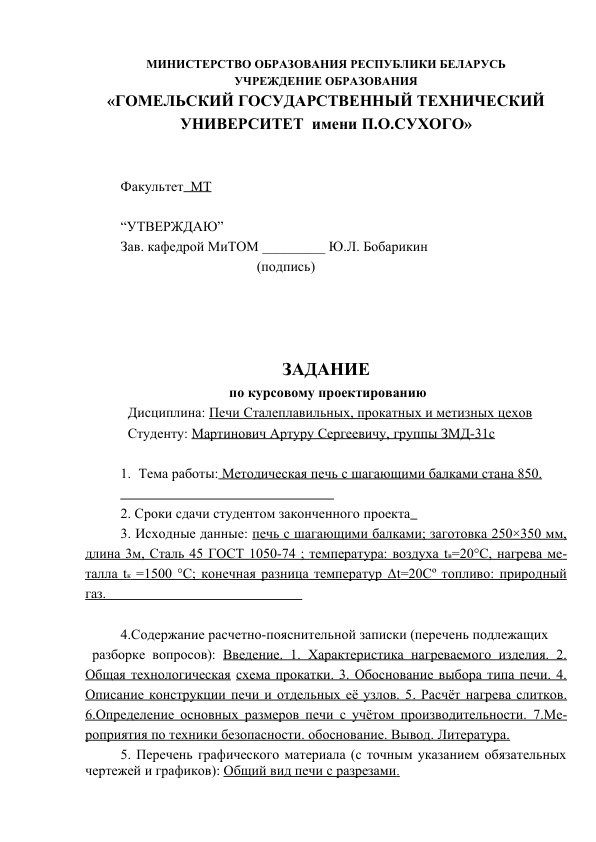 МИНИСТЕРСТВО ОБРАЗОВАНИЯ РЕСПУБЛИКИ БЕЛАРУСЬ
УЧРЕЖДЕНИЕ ОБРАЗОВАНИЯ
«ГОМЕЛЬСКИЙ ГОСУДАРСТВЕННЫЙ ТЕХНИЧЕСКИЙ
УНИВЕРСИТЕТ имени П.О.СУХОГО»
Факультет МТ
“УТВЕРЖДАЮ”
Зав. кафедрой МиТОМ _________ Ю.Л. Бобарикин
(подпись)
ЗАДАНИЕ
по курсовому проектированию
Дисциплина: Печи Сталеплавильных, прокатных и метизных цехов
Студенту: Мартинович Артуру Сергеевичу, группы ЗМД-31с
1. Тема работы: Методическая печь с шагающими балками стана 850.
2. Сроки сдачи студентом законченного проекта_
3. Исходные данные: печь с шагающими балками; заготовка 250×350 мм,
длина 3м, Сталь 45 ГОСТ 1050-74 ; температура: воздуха tв=20°С, нагрева ме-
талла tк =1500 °С; конечная разница температур Δt=20Сº топливо: природный
газ.
4.Содержание расчетно-пояснительной записки (перечень подлежащих
разборке вопросов): Введение. 1. Характеристика нагреваемого изделия. 2.
Общая технологическая схема прокатки. 3. Обоснование выбора типа печи. 4.
Описание конструкции печи и отдельных её узлов. 5. Расчёт нагрева слитков.
6.Определение основных размеров печи с учётом производительности. 7.Ме-
роприятия по техники безопасности. обоснование. Вывод. Литература.
5. Перечень графического материала (с точным указанием обязательных
чертежей и графиков): Общий вид печи с разрезами.